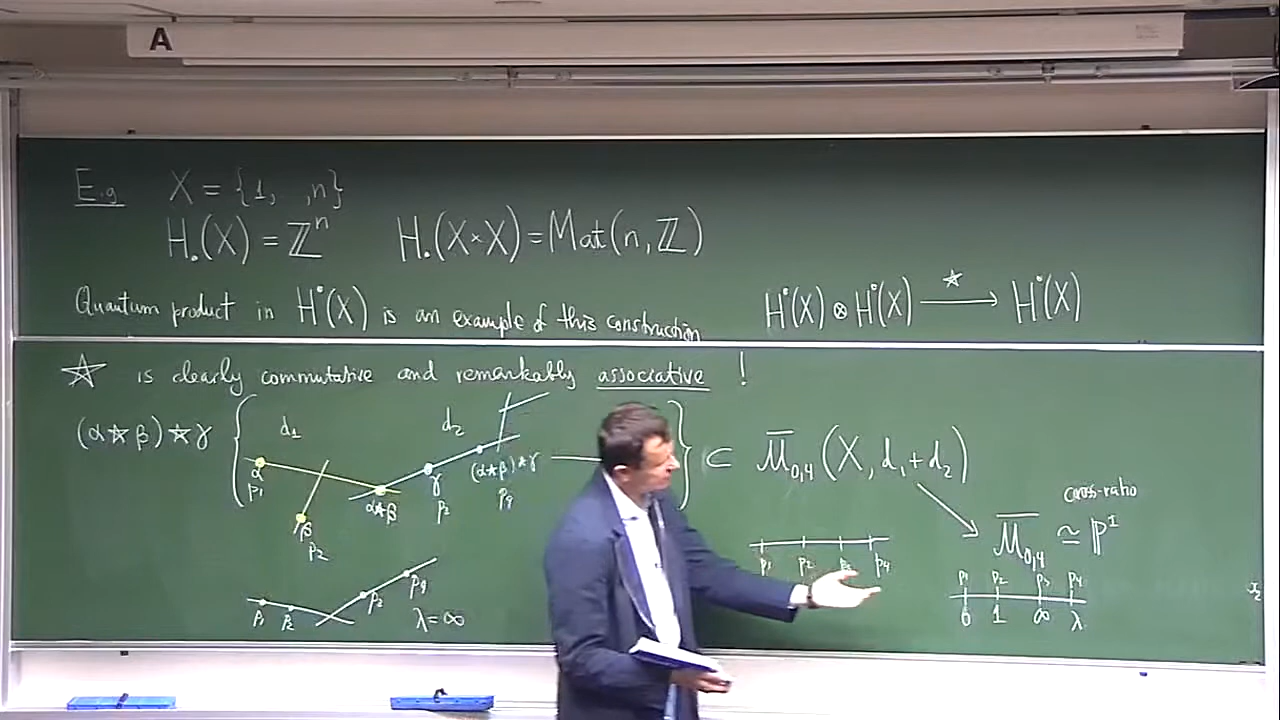 A
E.g X = {1, , n}
H.(X) = ℤⁿ H.(X×X) = Mat(n, ℤ)
Quantum product in H˙(X) is an example of this construction H˙(X) ⊗ H˙(X) ⟶ H˙(X)
☆
☆ is clearly commutative and remarkably associative !
(α☆β)☆γ { d₁ d₂ } ⊂ M̅₀,₄(X, d₁+d₂)
α p₁
β p₂
α☆β
γ p₂
(α☆β)☆γ p₄
cross-ratio
M̅₀,₄ ≃ ℙ¹
p₁ p₂ p₃ p₄
p₁ p₂ p₃ p₄
0 1 ∞ λ
p₁ p₂ p₂ p₄ λ=∞